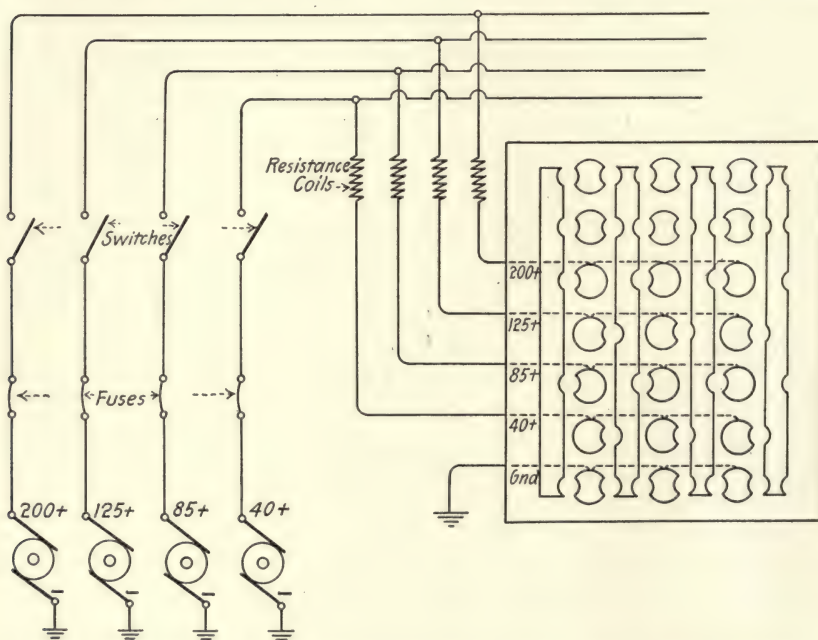 Resistance
Coils
Switches
200+
125+
85+
Fuses
40+
Gnd
200+
125+
85+
40+